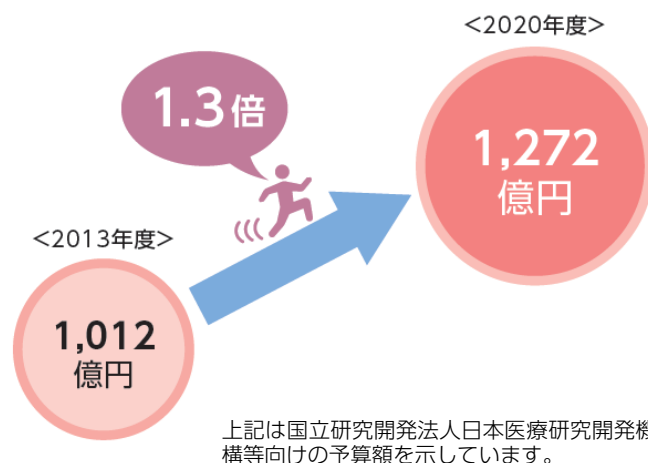 <2020年度>
1.3倍
1,272
億円
<2013年度>
1,012
億円
上記は国立研究開発法人日本医療研究開発機
構等向けの予算額を示しています。